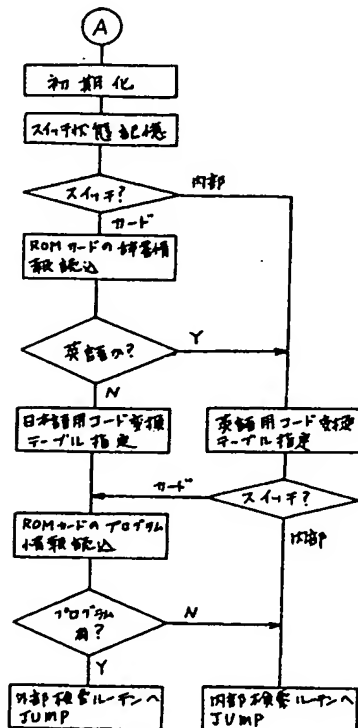 A
初期化
スイッチ状態記憶
スイッチ?
内部
カード
ROMカードの辞書情
報読込
英語か?
Y
N
日本語用コード変換
テーブル指定
英語用コード変換
テーブル指定
カード
スイッチ?
内部
ROMカードのプログラム
情報読込
プログラム
有?
N
Y
外部検索ルーチンへ
JUMP
内部検索ルーチンへ
JUMP